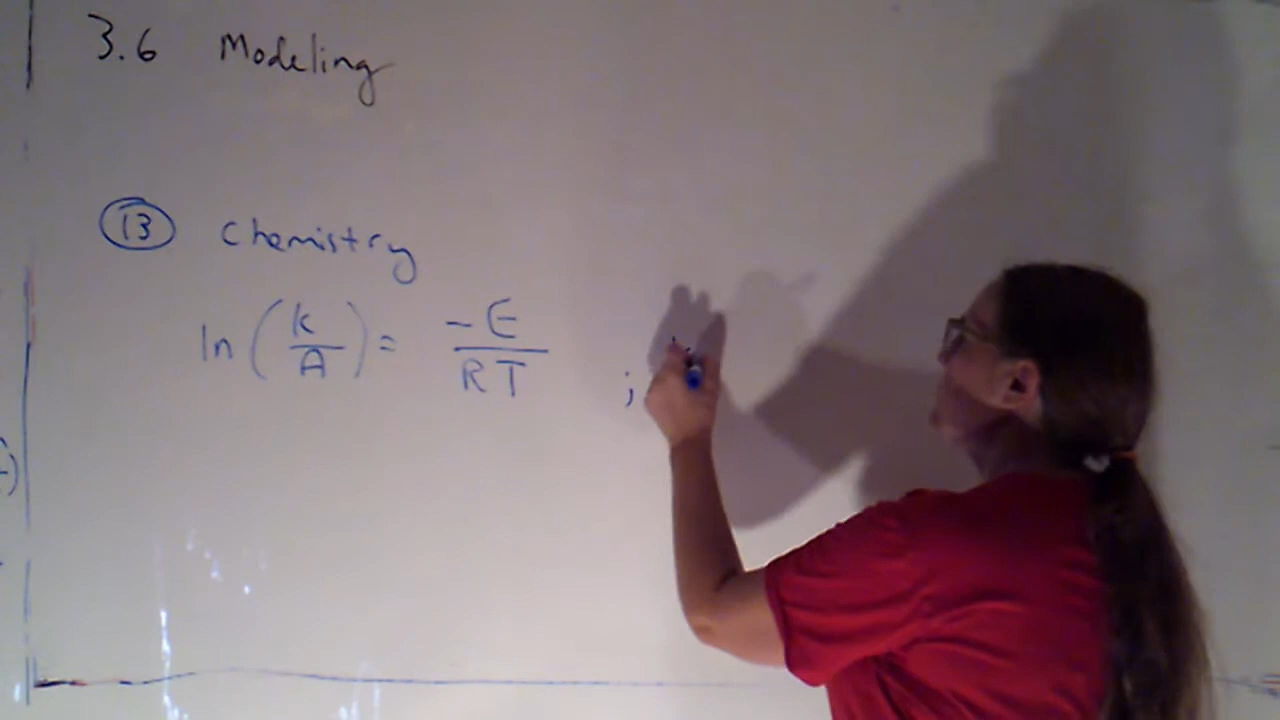 3.6 Modeling
13 Chemistry
ln(k/A) = -E/RT ;